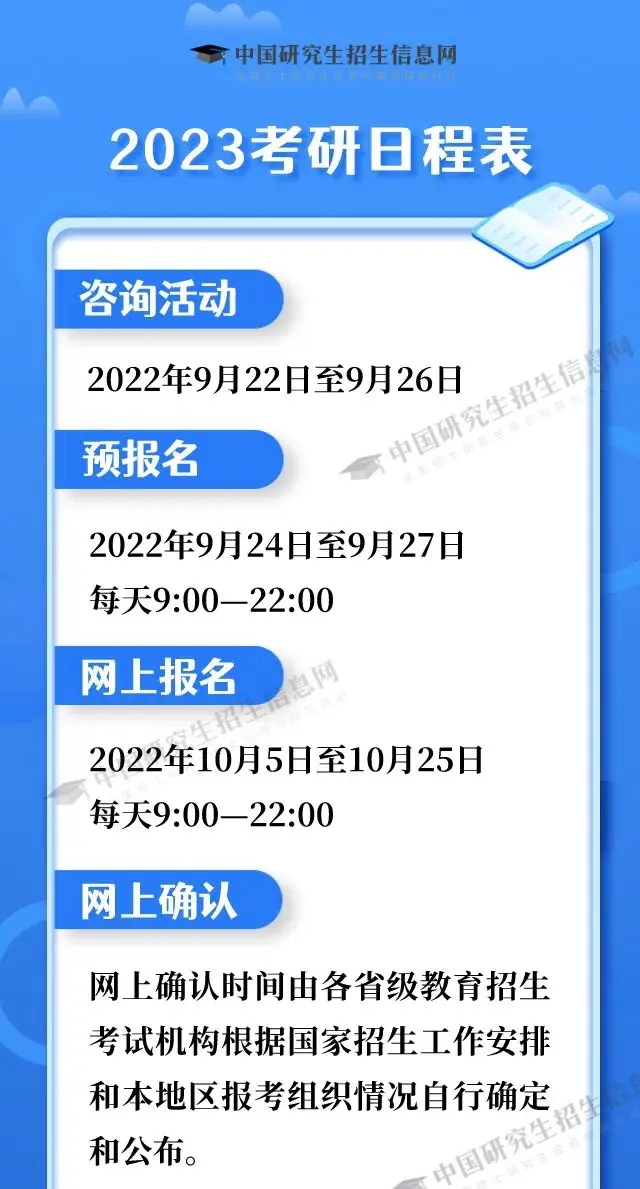 中国研究生招生信息网
2023考研日程表
咨询活动
2022年9月22日至9月26日
中国研究生招生信息网
预报名
2022年9月24日至9月27日
每天9:00—22:00
网上报名
中国研究生招生信息网
2022年10月5日至10月25日
每天9:00—22:00
网上确认
网上确认时间由各省级教育招生
考试机构根据国家招生工作安排
和本地区报考组织情况自行确定
和公布。
中国研究生招生信息网